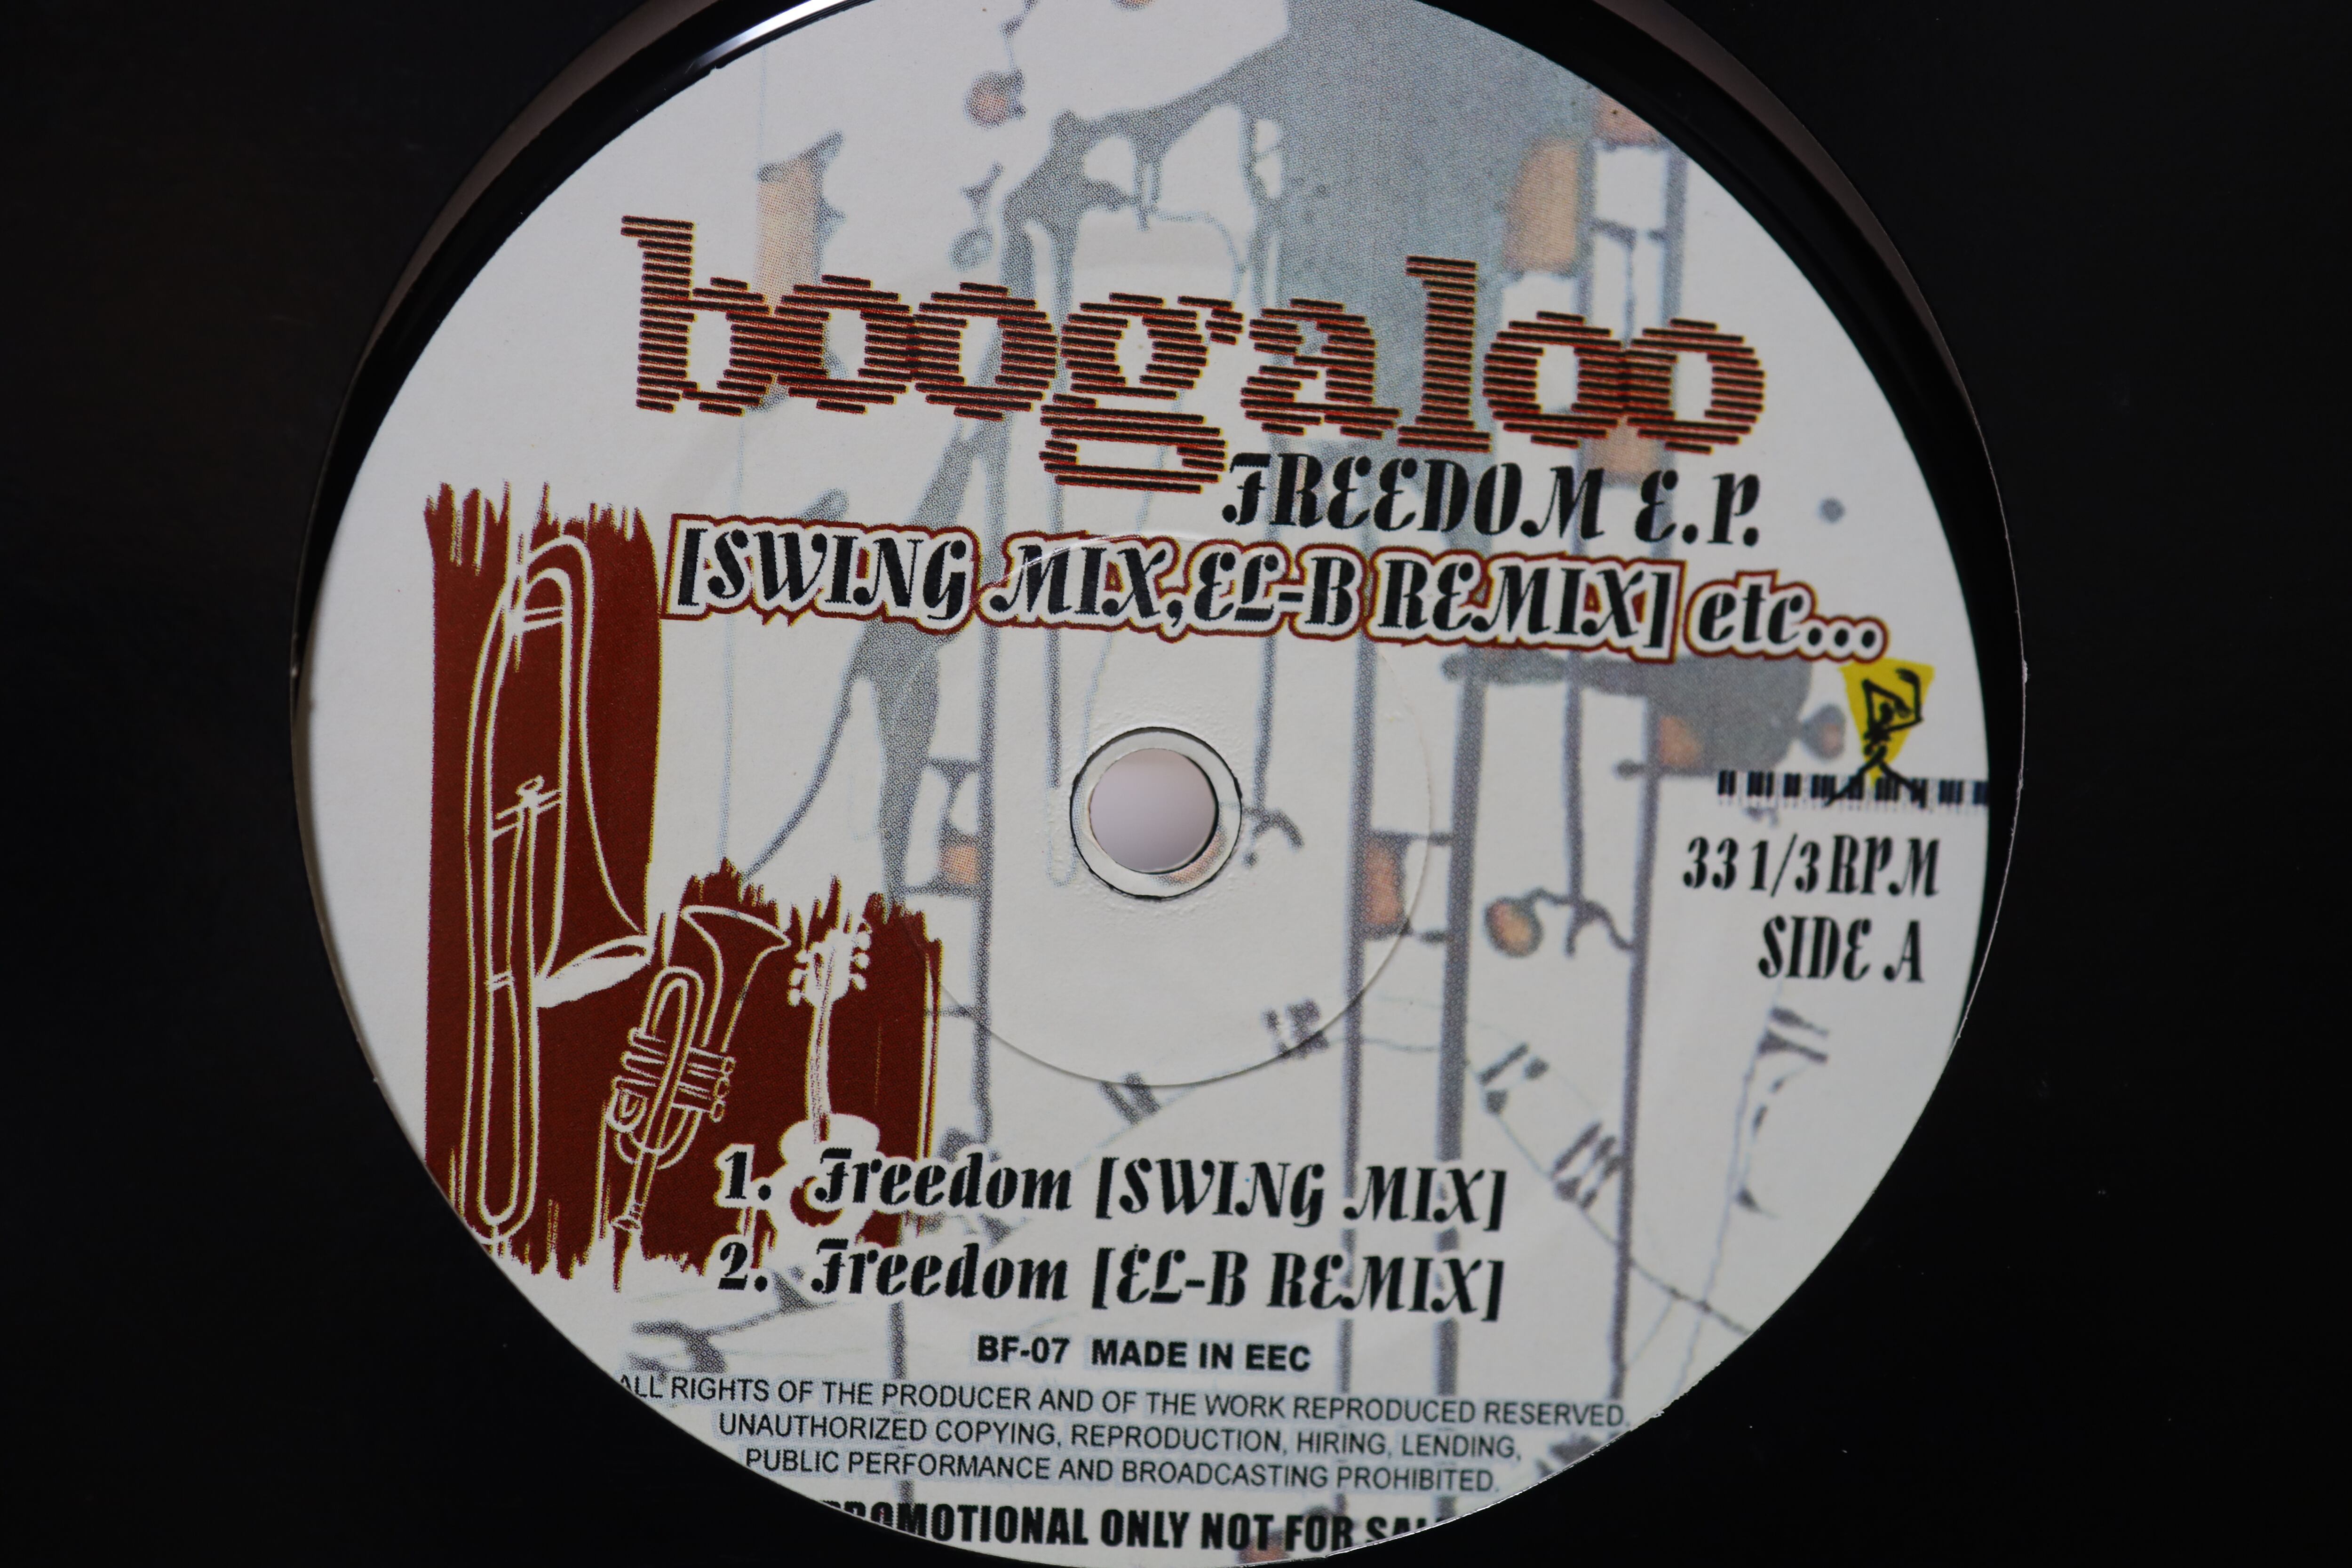 boogaloo
FREEDOM E.P.
[SWING MIX,EL-B REMIX] etc...
33 1/3 RPM
SIDE A
1. Freedom [SWING MIX]
2. Freedom [EL-B REMIX]
BF-07 MADE IN EEC
ALL RIGHTS OF THE PRODUCER AND OF THE WORK REPRODUCED RESERVED.
UNAUTHORIZED COPYING, REPRODUCTION, HIRING, LENDING,
PUBLIC PERFORMANCE AND BROADCASTING PROHIBITED.
PROMOTIONAL ONLY NOT FOR SALE